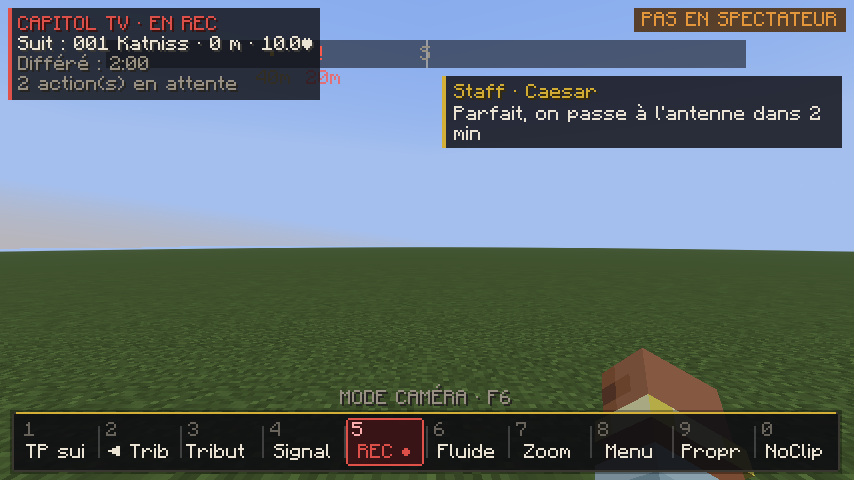 CAPITOL TV · EN REC
Suit : 001 Katniss · 0 m · 10.0♥
Différé : 2:00
2 action(s) en attente
PAS EN SPECTATEUR
S
Staff · Caesar
Parfait, on passe à l'antenne dans 2
min
MODE CAMÉRA · F6
1 2 3 4 5 6 7 8 9 0
TP sui ◄ Trib Tribut Signal REC ● Fluide Zoom Menu Propr NoClip